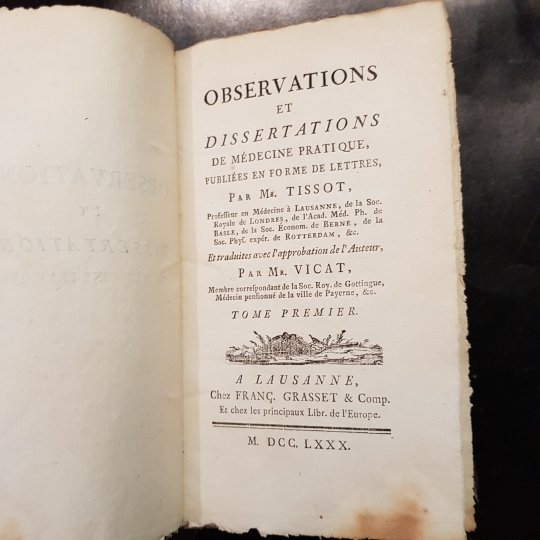 OBSERVATIONS
ET
DISSERTATIONS
DE MÉDECINE PRATIQUE,
PUBLIÉES EN FORME DE LETTRES,
PAR MR. TISSOT,
Professeur en Médecine à LAUSANNE, de la Soc.
Royale de LONDRES, de l'Acad. Méd. Ph. de
BASLE, de la Soc. Econom. de BERNE, de la
Soc. Phys. expér. de ROTTERDAM, &c.
Et traduites avec l'approbation de l'Auteur,
PAR MR. VICAT,
Membre correspondant de la Soc. Roy. de Gottingue,
Médecin pensionné de la ville de Payerne, &c.
TOME PREMIER.
A LAUSANNE,
Chez FRANÇ. GRASSET & Comp.
Et chez les principaux Libr. de l'Europe.
M. DCC. LXXX.